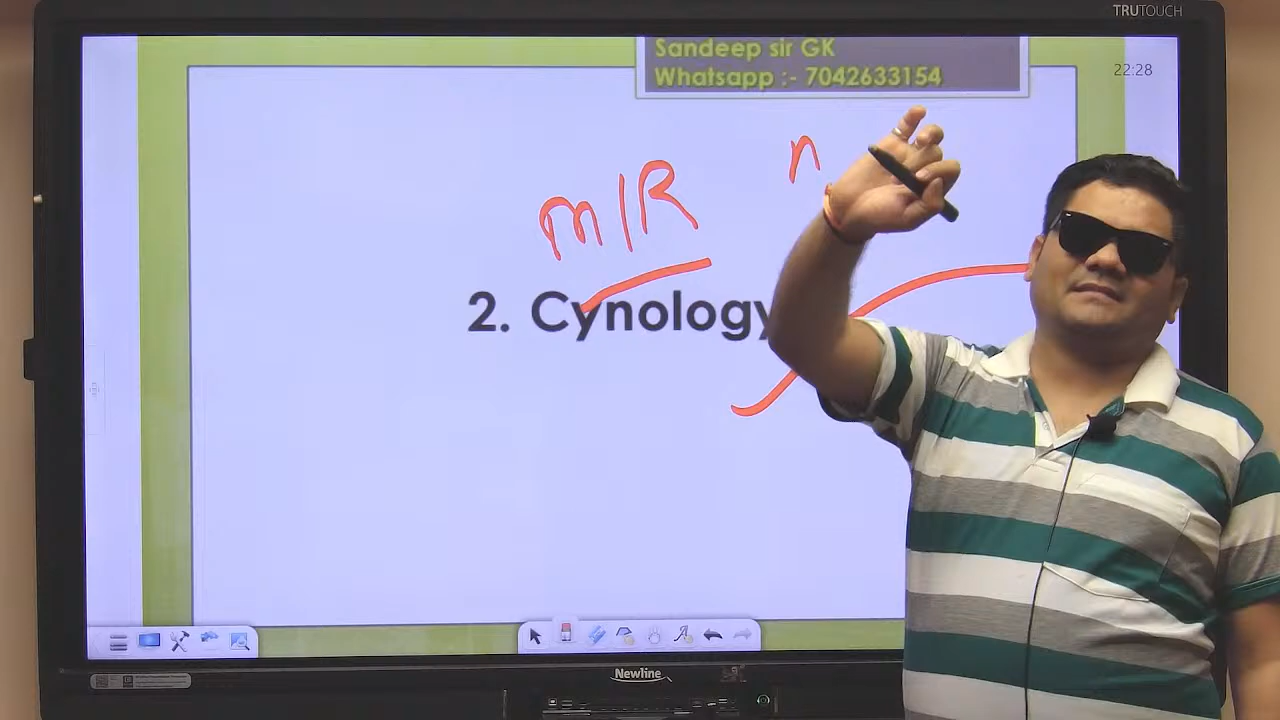 TRUTOUCH
Sandeep sir GK
Whatsapp :- 7042633154
22:28
n
m/R
2. Cynology
Newline